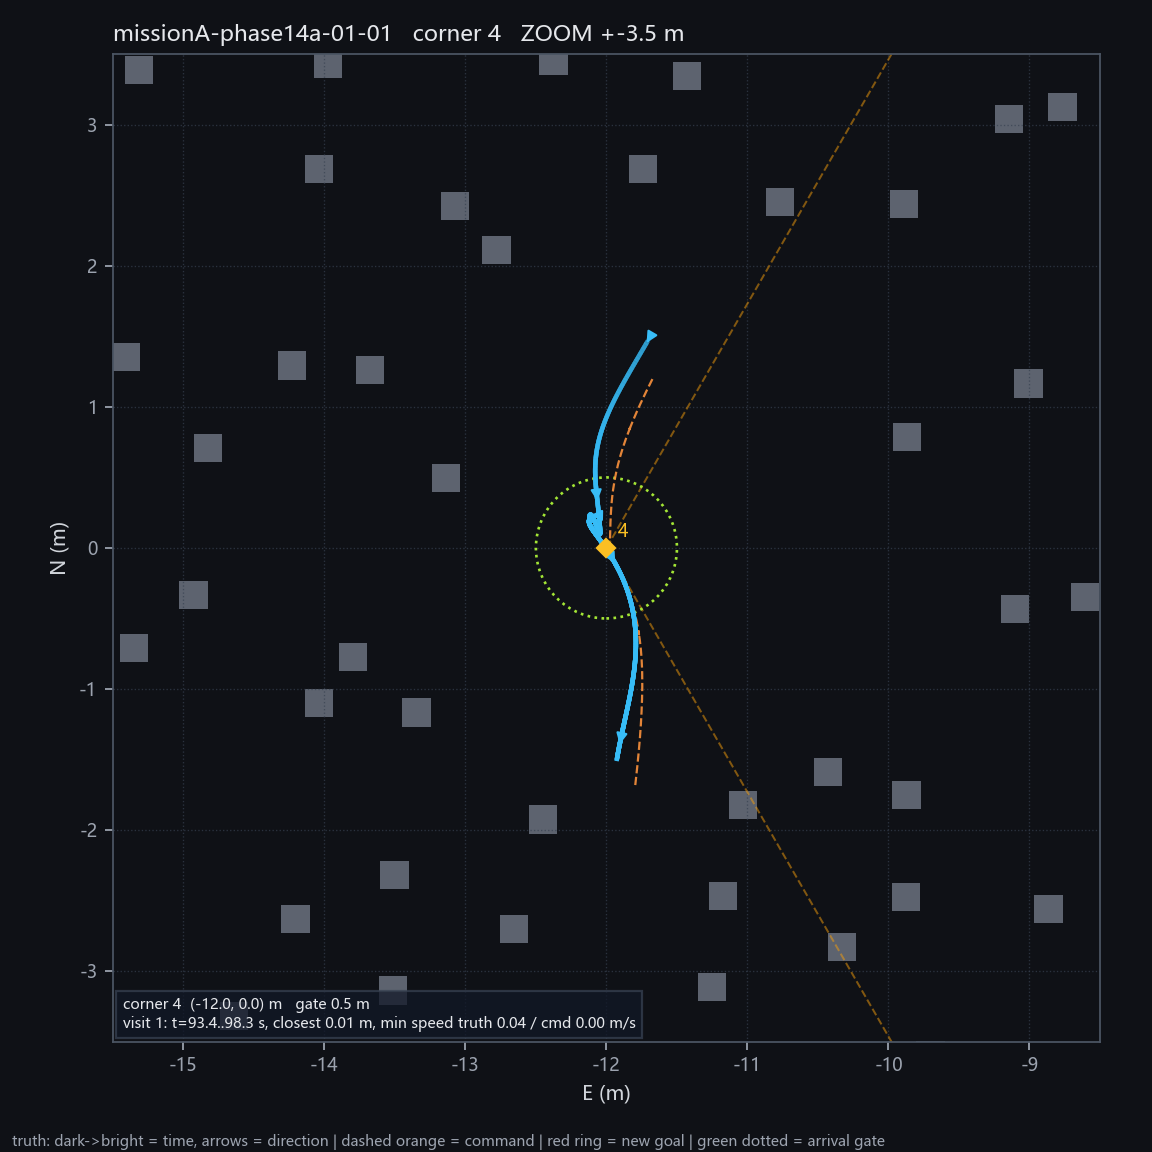 missionA-phase14a-01-01   corner 4   ZOOM +-3.5 m
3
2
1
0
-1
-2
-3
N (m)
4
corner 4  (-12.0, 0.0) m   gate 0.5 m
visit 1: t=93.4..98.3 s, closest 0.01 m, min speed truth 0.04 / cmd 0.00 m/s
-15
-14
-13
-12
-11
-10
-9
E (m)
truth: dark->bright = time, arrows = direction | dashed orange = command | red ring = new goal | green dotted = arrival gate